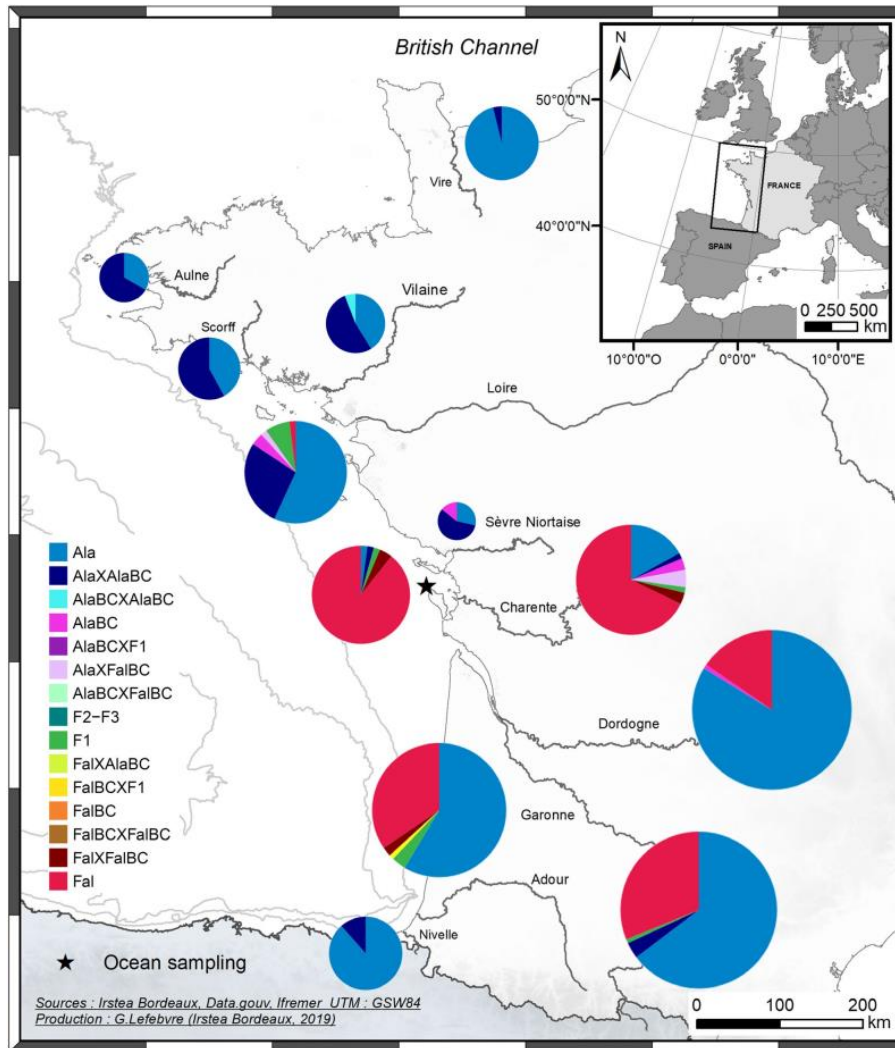 British Channel
50°0'0"N
40°0'0"N
FRANCE
SPAIN
0 250 500
km
10°0'0"O
0°0'0"
10°0'0"E
Vire
Aulne
Vilaine
Scorff
Loire
Sèvre Niortaise
Charente
Dordogne
Garonne
Adour
Nivelle
Ala
AlaXAlaBC
AlaBCXAlaBC
AlaBC
AlaBCXF1
AlaXFalBC
AlaBCXFalBC
F2−F3
F1
FalXAlaBC
FalBCXF1
FalBC
FalBCXFalBC
FalXFalBC
Fal
Ocean sampling
Sources : Irstea Bordeaux, Data.gouv, Ifremer UTM : GSW84
Production : G.Lefebvre (Irstea Bordeaux, 2019)
0 100 200
km